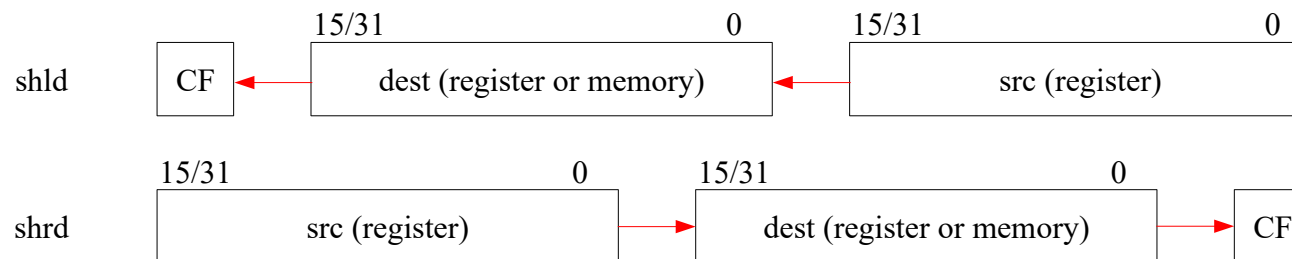 15/31 0 15/31 0
shld CF dest (register or memory) src (register)
15/31 0 15/31 0
shrd src (register) dest (register or memory) CF